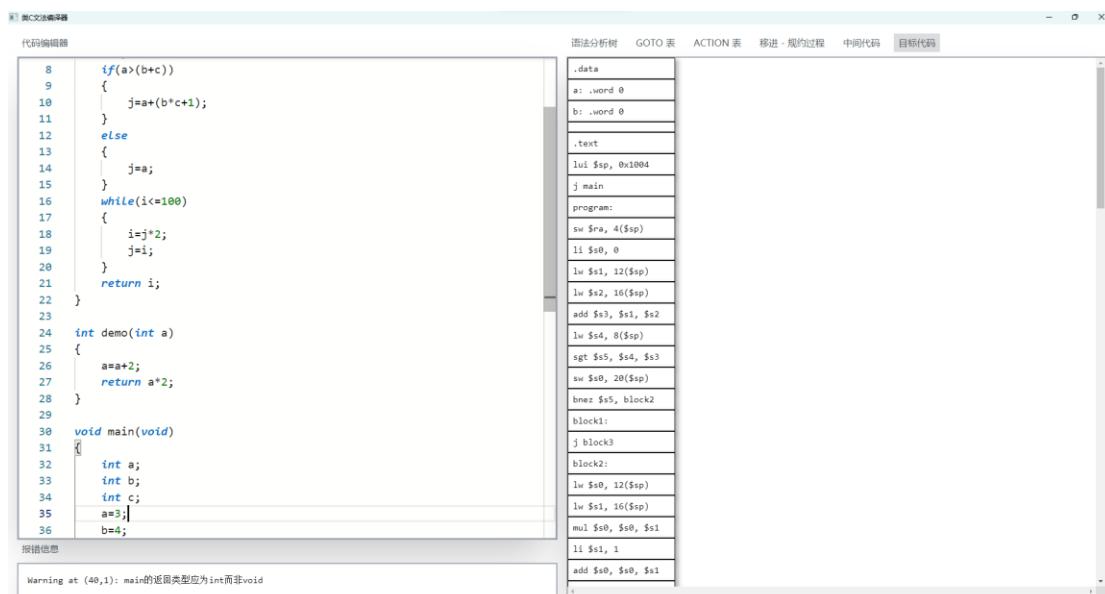 类C文法编译器
代码编辑器
8 if(a>(b+c))
9 {
10 j=a+(b*c+1);
11 }
12 else
13 {
14 j=a;
15 }
16 while(i<=100)
17 {
18 i=j*2;
19 j=i;
20 }
21 return i;
22 }
23
24 int demo(int a)
25 {
26 a=a+2;
27 return a*2;
28 }
29
30 void main(void)
31 {
32 int a;
33 int b;
34 int c;
35 a=3;
36 b=4;
报错信息
Warning at (40,1): main的返回类型应为int而非void
语法分析树 GOTO 表 ACTION 表 移进 - 规约过程 中间代码 目标代码
.data
a: .word 0
b: .word 0
.text
lui $sp, 0x1004
j main
program:
sw $ra, 4($sp)
li $s0, 0
lw $s1, 12($sp)
lw $s2, 16($sp)
add $s3, $s1, $s2
lw $s4, 8($sp)
sgt $s5, $s4, $s3
sw $s0, 20($sp)
bnez $s5, block2
block1:
j block3
block2:
lw $s0, 12($sp)
lw $s1, 16($sp)
mul $s0, $s0, $s1
li $s1, 1
add $s0, $s0, $s1